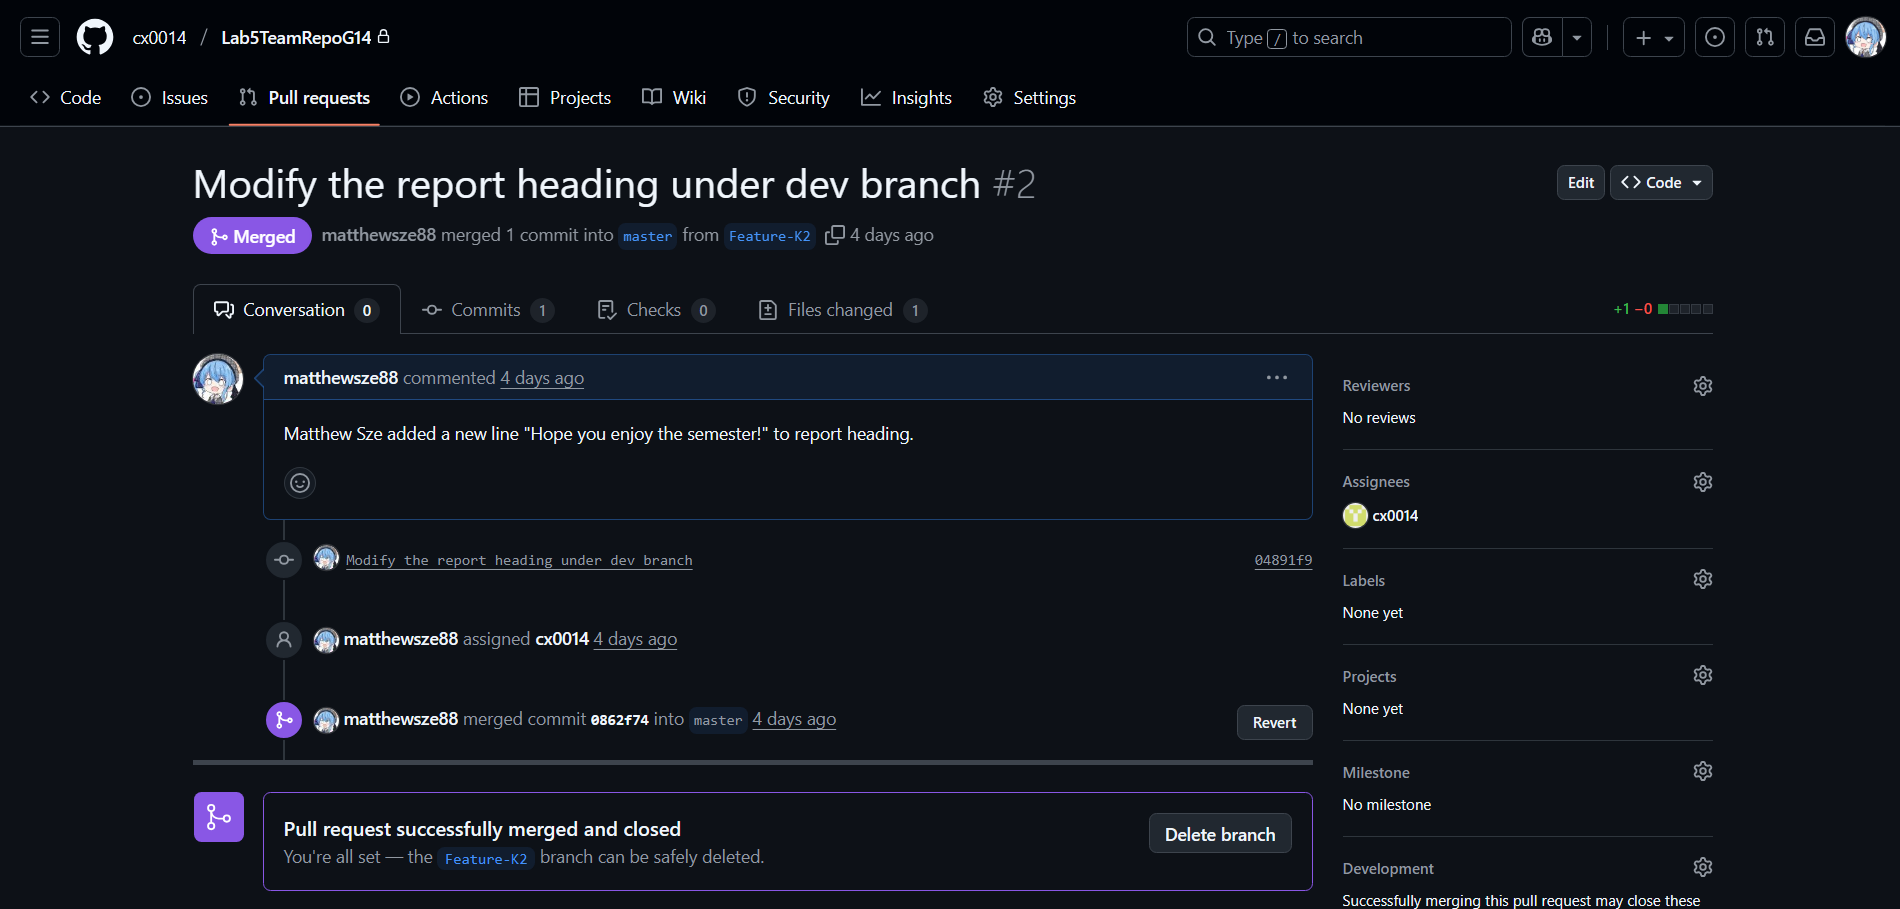 cx0014 / Lab5TeamRepoG14
Type / to search
Code Issues Pull requests Actions Projects Wiki Security Insights Settings
Modify the report heading under dev branch #2
Edit Code
Merged matthewsze88 merged 1 commit into master from Feature-K2 4 days ago
Conversation 0 Commits 1 Checks 0 Files changed 1
+1 −0
matthewsze88 commented 4 days ago
Matthew Sze added a new line "Hope you enjoy the semester!" to report heading.
Modify the report heading under dev branch 04891f9
matthewsze88 assigned cx0014 4 days ago
matthewsze88 merged commit 0862f74 into master 4 days ago
Revert
Pull request successfully merged and closed
You're all set — the Feature-K2 branch can be safely deleted.
Delete branch
Reviewers
No reviews
Assignees
cx0014
Labels
None yet
Projects
None yet
Milestone
No milestone
Development
Successfully merging this pull request may close these